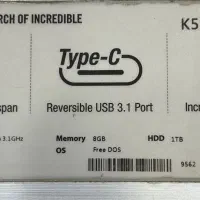 RCH OF INCREDIBLE
K5
Type-C
span
Reversible USB 3.1 Port
Incr
3.1GHz
Memory 8GB HDD 1TB
OS Free DOS
9562